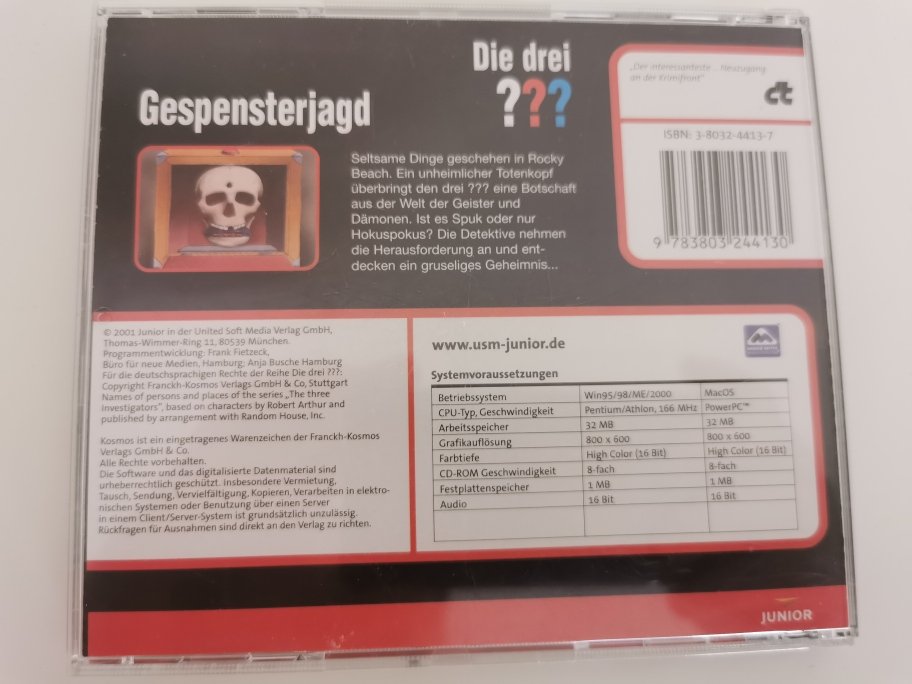 Die drei
???
Gespensterjagd
Seltsame Dinge geschehen in Rocky
Beach. Ein unheimlicher Totenkopf
überbringt den drei ??? eine Botschaft
aus der Welt der Geister und
Dämonen. Ist es Spuk oder nur
Hokuspokus? Die Detektive nehmen
die Herausforderung an und ent-
decken ein gruseliges Geheimnis...
„Der interessanteste ... Neuzugang
an der Krimifront“
c't
ISBN: 3-8032-4413-7
9 783803 244130
© 2001 Junior in der United Soft Media Verlag GmbH,
Thomas-Wimmer-Ring 11, 80539 München.
Programmentwicklung: Frank Fietzeck,
Büro für neue Medien, Hamburg; Anja Busche Hamburg
Für die deutschsprachigen Rechte der Reihe Die drei ???:
Copyright Franckh-Kosmos Verlags GmbH & Co, Stuttgart
Names of persons and places of the series „The three
Investigators“, based on characters by Robert Arthur and
published by arrangement with Random House, Inc.
Kosmos ist ein eingetragenes Warenzeichen der Franckh-Kosmos
Verlags GmbH & Co.
Alle Rechte vorbehalten.
Die Software und das digitalisierte Datenmaterial sind
urheberrechtlich geschützt. Insbesondere Vermietung,
Tausch, Sendung, Vervielfältigung, Kopieren, Verarbeiten in elektro-
nischen Systemen oder Benutzung über einen Server
in einem Client/Server-System ist grundsätzlich unzulässig.
Rückfragen für Ausnahmen sind direkt an den Verlag zu richten.
www.usm-junior.de
Systemvoraussetzungen
Betriebssystem Win95/98/ME/2000 MacOS
CPU-Typ, Geschwindigkeit Pentium/Athlon, 166 MHz PowerPC™
Arbeitsspeicher 32 MB 32 MB
Grafikauflösung 800 x 600 800 x 600
Farbtiefe High Color (16 Bit) High Color (16 Bit)
CD-ROM Geschwindigkeit 8-fach 8-fach
Festplattenspeicher 1 MB 1 MB
Audio 16 Bit 16 Bit
JUNIOR